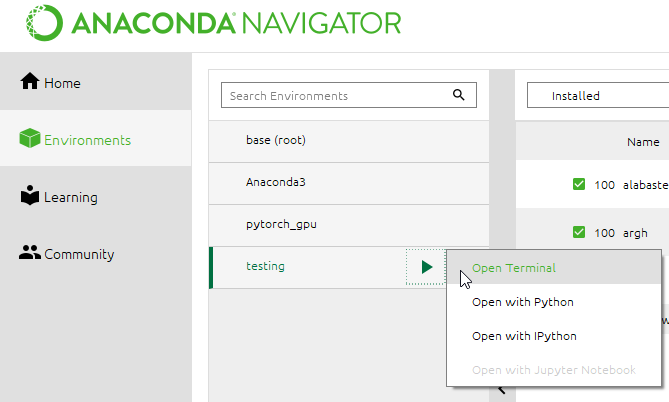 ANACONDA NAVIGATOR
Home
Environments
Learning
Community
Search Environments
base (root)
Anaconda3
pytorch_gpu
testing
Open Terminal
Open with Python
Open with IPython
Open with Jupyter Notebook
Installed
Name
100 alabaste
100 argh